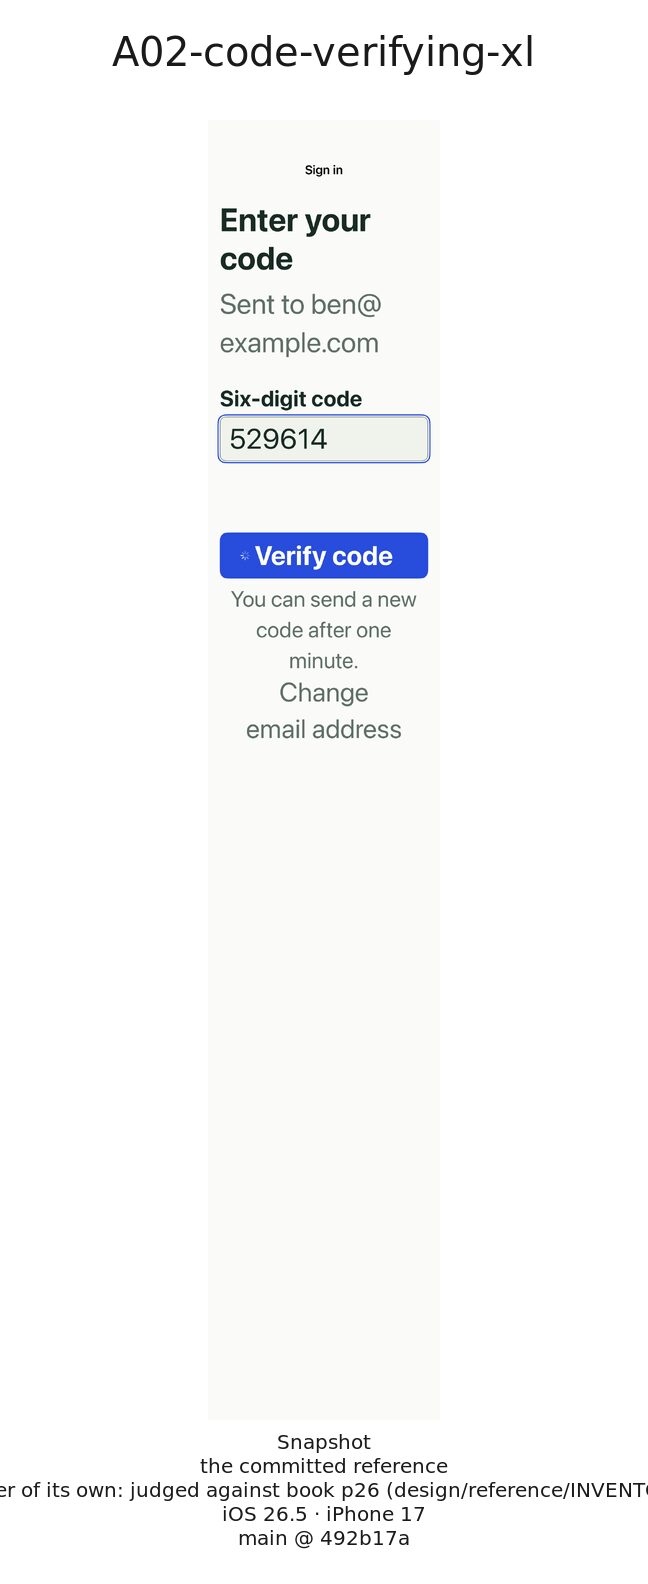 A02-code-verifying-xl
Sign in
Enter your
code
Sent to ben@
example.com
Six-digit code
529614
Verify code
You can send a new
code after one
minute.
Change
email address
Snapshot
the committed reference
of its own: judged against book p26 (design/reference/
iOS 26.5 · iPhone 17
main @ 492b17a